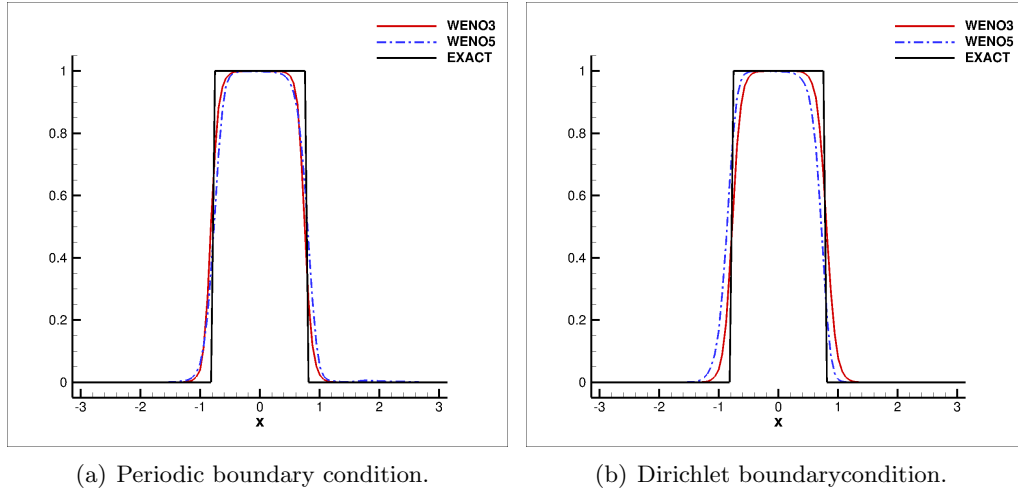 WENO3
WENO5
EXACT
1
0.8
0.6
0.4
0.2
0
-3 -2 -1 0 1 2 3
x
(a) Periodic boundary condition.
WENO3
WENO5
EXACT
1
0.8
0.6
0.4
0.2
0
-3 -2 -1 0 1 2 3
x
(b) Dirichlet boundarycondition.